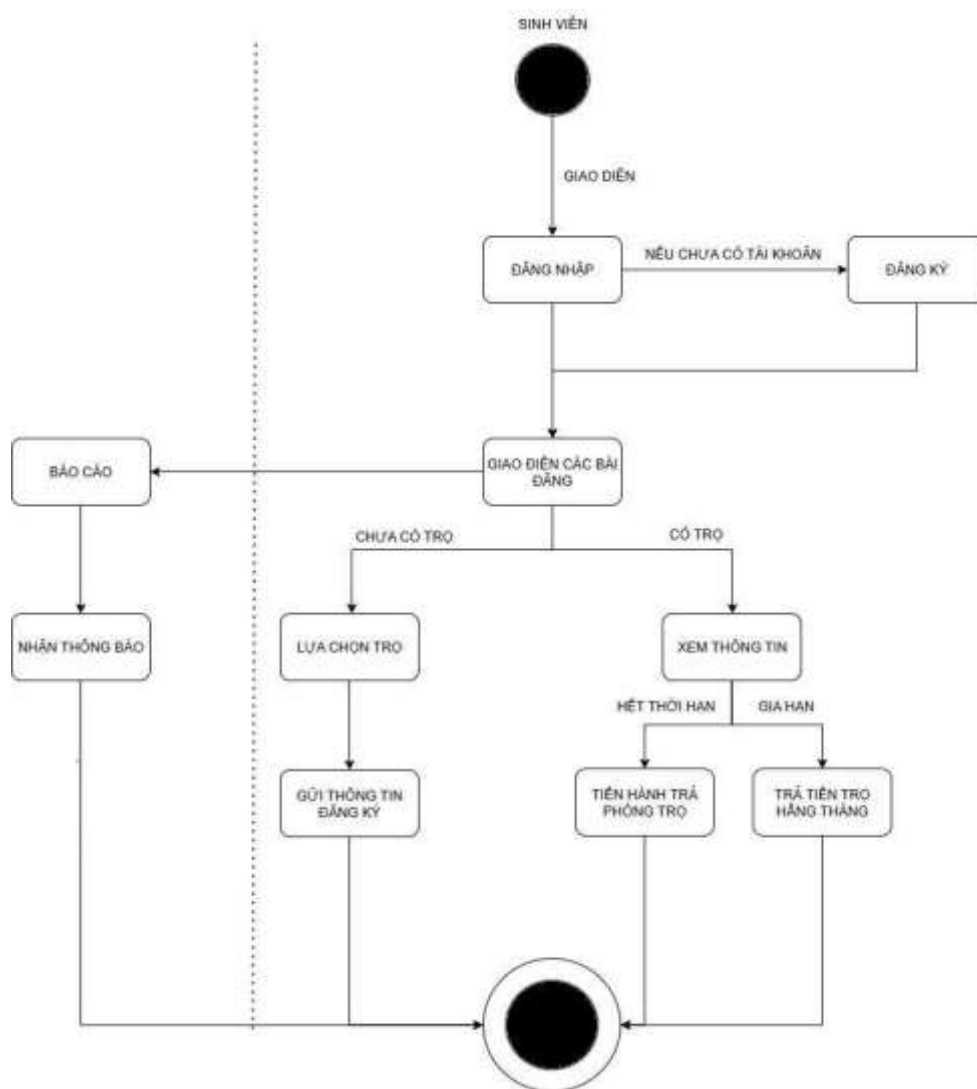 SINH VIÊN
GIAO DIỆN
ĐĂNG NHẬP
NẾU CHƯA CÓ TÀI KHOẢN
ĐĂNG KÝ
BÁO CÁO
GIAO DIỆN CÁC BÀI
ĐĂNG
CHƯA CÓ TRỌ
CÓ TRỌ
NHẬN THÔNG BÁO
LỰA CHỌN TRỌ
XEM THÔNG TIN
HẾT THỜI HẠN
GIA HẠN
GỬI THÔNG TIN
ĐĂNG KÝ
TIẾN HÀNH TRẢ
PHÒNG TRỌ
TRẢ TIỀN TRỌ
HẰNG THÁNG